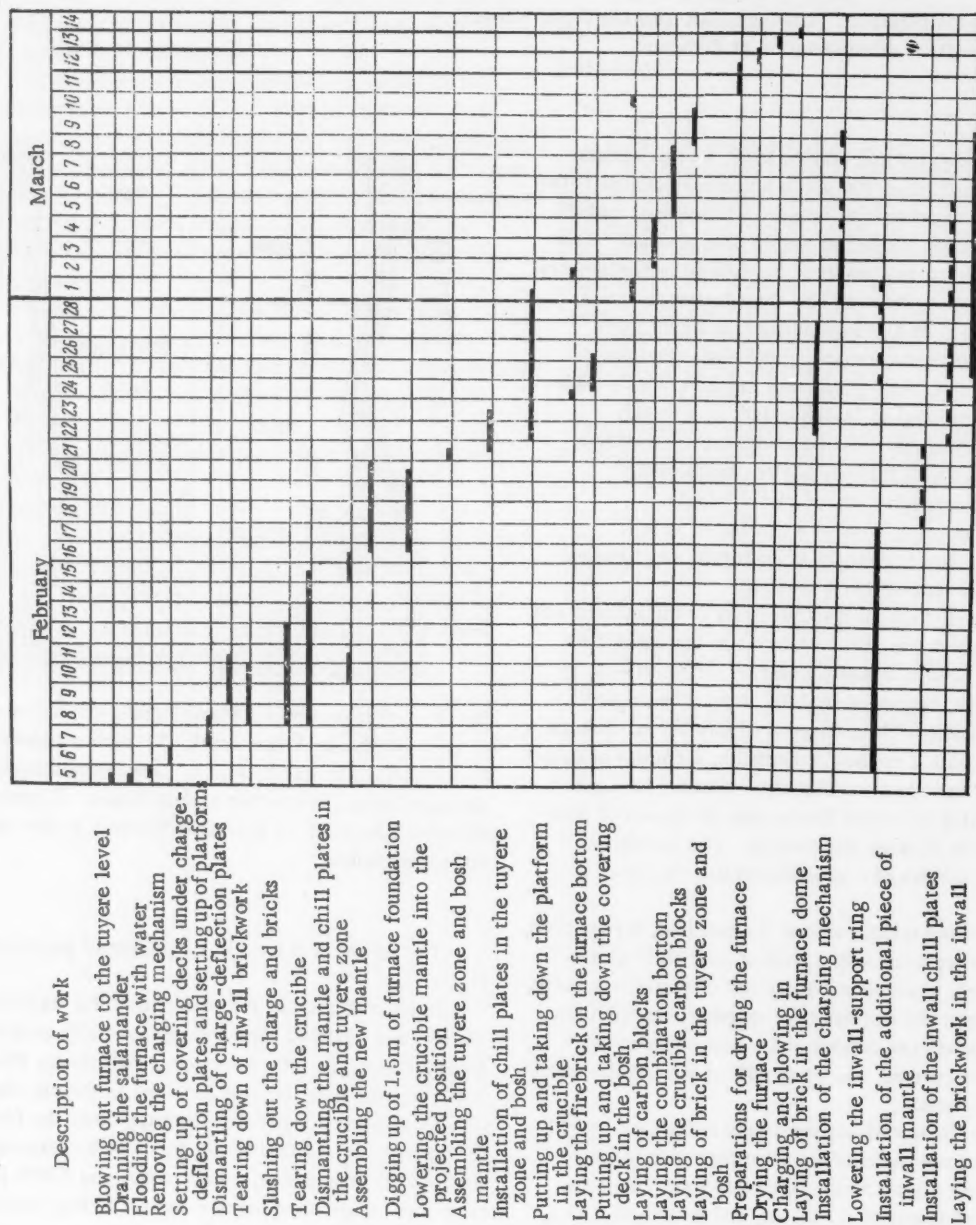 Description of work
February
March
5 6 7 8 9 10 11 12 13 14 15 16 17 18 19 20 21 22 23 24 25 26 27 28 1 2 3 4 5 6 7 8 9 10 11 12 13 14
Blowing out our furnace to the tuyere level
Draining the salamander
Flooding the furnace with water
Removing the charging mechanism
Setting up of covering decks under charge-
deflection plates and setting up of platforms
Dismantling of charge-deflection plates
Tearing down of inwall brickwork
Slushing out the charge and bricks
Tearing down the crucible
Dismantling the mantle and chill plates in
the crucible and tuyere zone
Assembling the new mantle
Digging up of 1.5m of furnace foundation
Lowering the crucible mantle into the
projected position
Assembling the tuyere zone and bosh
mantle
Installation of chill plates in the tuyere
zone and bosh
Putting up and taking down the platform
in the crucible
Laying the firebrick on the furnace bottom
Putting up and taking down the covering
deck in the bosh
Laying of carbon blocks
Laying the combination bottom
Laying the crucible carbon blocks
Laying of brick in the tuyere zone and
bosh
Preparations for drying the furnace
Drying the furnace
Charging and blowing in
Laying of brick in the furnace dome
Installation of the charging mechanism
Lowering the inwall-support ring
Installation of the additional piece of
inwall mantle
Installation of the inwall chill plates
Laying the brickwork in the inwall